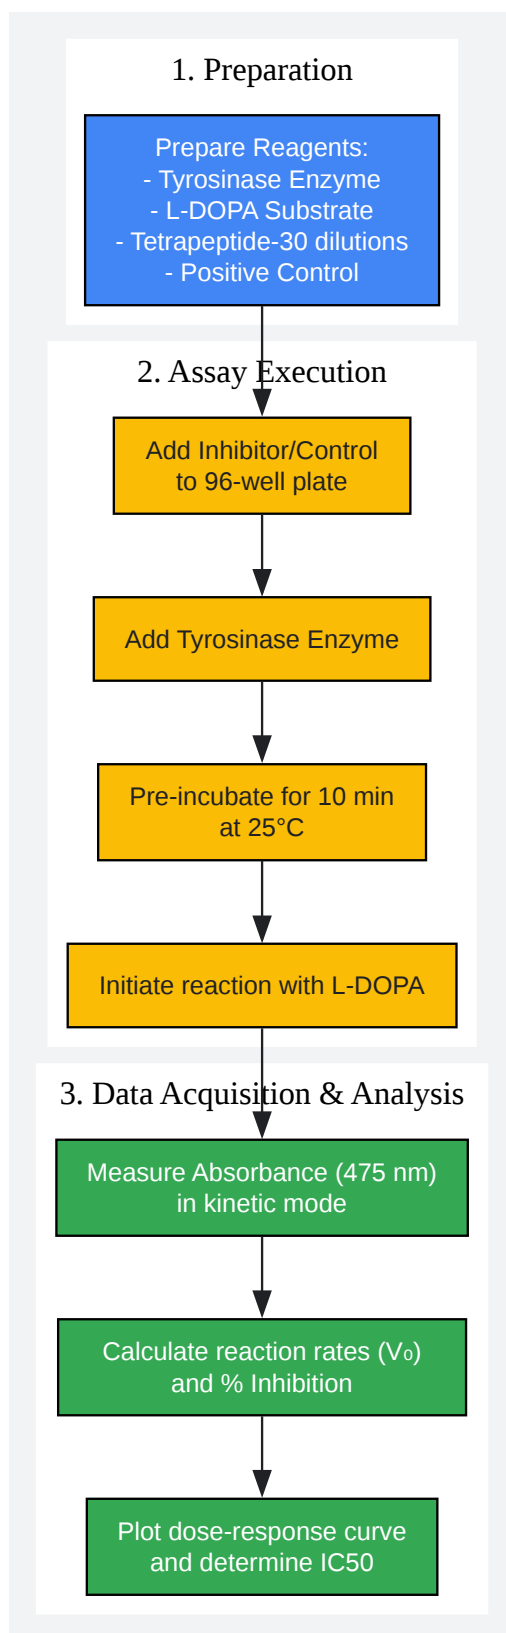 1. Preparation
Prepare Reagents:
- Tyrosinase Enzyme
- L-DOPA Substrate
- Tetrapeptide-30 dilutions
- Positive Control
2. Assay Execution
Add Inhibitor/Control
to 96-well plate
Add Tyrosinase Enzyme
Pre-incubate for 10 min
at 25°C
Initiate reaction with L-DOPA
3. Data Acquisition & Analysis
Measure Absorbance (475 nm)
in kinetic mode
Calculate reaction rates (V₀)
and % Inhibition
Plot dose-response curve
and determine IC50